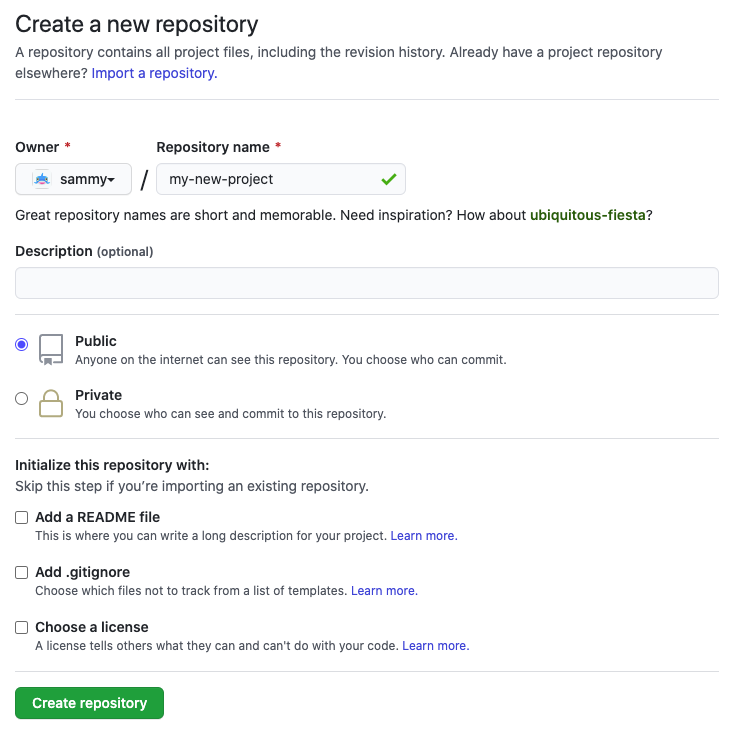 Create a new repository
A repository contains all project files, including the revision history. Already have a project repository
elsewhere? Import a repository.
Owner * Repository name *
sammy / my-new-project
Great repository names are short and memorable. Need inspiration? How about ubiquitous-fiesta?
Description (optional)
Public
Anyone on the internet can see this repository. You choose who can commit.
Private
You choose who can see and commit to this repository.
Initialize this repository with:
Skip this step if you’re importing an existing repository.
Add a README file
This is where you can write a long description for your project. Learn more.
Add .gitignore
Choose which files not to track from a list of templates. Learn more.
Choose a license
A license tells others what they can and can't do with your code. Learn more.
Create repository